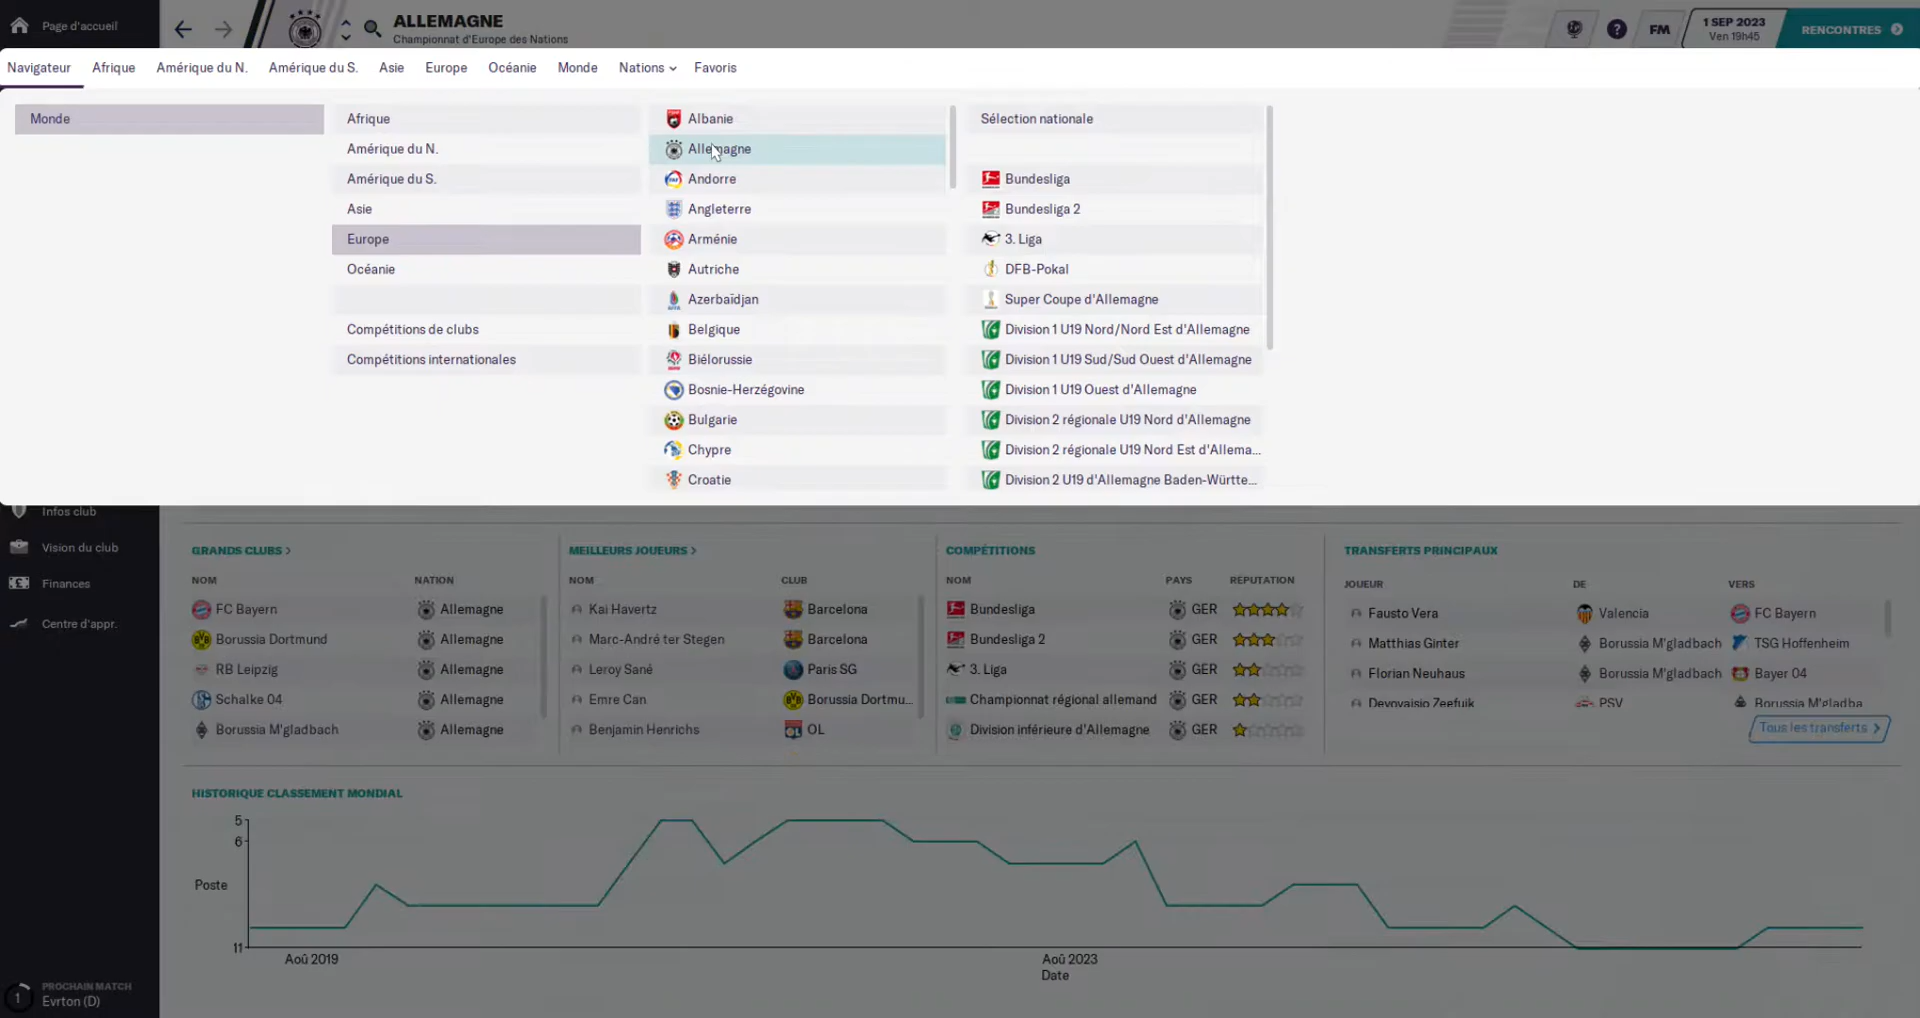 Page d'accueil
ALLEMAGNE
Championnat d'Europe des Nations
FM
1 SEP 2023
Ven 19h45
RENCONTRES
Navigateur Afrique Amérique du N. Amérique du S. Asie Europe Océanie Monde Nations Favoris
Monde
Afrique
Amérique du N.
Amérique du S.
Asie
Europe
Océanie
Compétitions de clubs
Compétitions internationales
Albanie
Allemagne
Andorre
Angleterre
Arménie
Autriche
Azerbaïdjan
Belgique
Biélorussie
Bosnie-Herzégovine
Bulgarie
Chypre
Croatie
Sélection nationale
Bundesliga
Bundesliga 2
3. Liga
DFB-Pokal
Super Coupe d'Allemagne
Division 1 U19 Nord/Nord Est d'Allemagne
Division 1 U19 Sud/Sud Ouest d'Allemagne
Division 1 U19 Ouest d'Allemagne
Division 2 régionale U19 Nord d'Allemagne
Division 2 régionale U19 Nord Est d'Allema...
Division 2 U19 d'Allemagne Baden-Württe...
Infos club
Vision du club
Finances
Centre d'appr.
GRANDS CLUBS >
NOM NATION
FC Bayern Allemagne
Borussia Dortmund Allemagne
RB Leipzig Allemagne
Schalke 04 Allemagne
Borussia M'gladbach Allemagne
MEILLEURS JOUEURS >
NOM CLUB
Kai Havertz Barcelona
Marc-André ter Stegen Barcelona
Leroy Sané Paris SG
Emre Can Borussia Dortmu...
Benjamin Henrichs OL
COMPÉTITIONS
NOM PAYS RÉPUTATION
Bundesliga GER
Bundesliga 2 GER
3. Liga GER
Championnat régional allemand GER
Division inférieure d'Allemagne GER
TRANSFERTS PRINCIPAUX
JOUEUR DE VERS
Fausto Vera Valencia FC Bayern
Matthias Ginter Borussia M'gladbach TSG Hoffenheim
Florian Neuhaus Borussia M'gladbach Bayer 04
Devoyaisio Zeefuik PSV Borussia M'gladba
Tous les transferts >
HISTORIQUE CLASSEMENT MONDIAL
5
6
Poste
11
Aoû 2019 Aoû 2023
Date
1
PROCHAIN MATCH
Evrton (D)